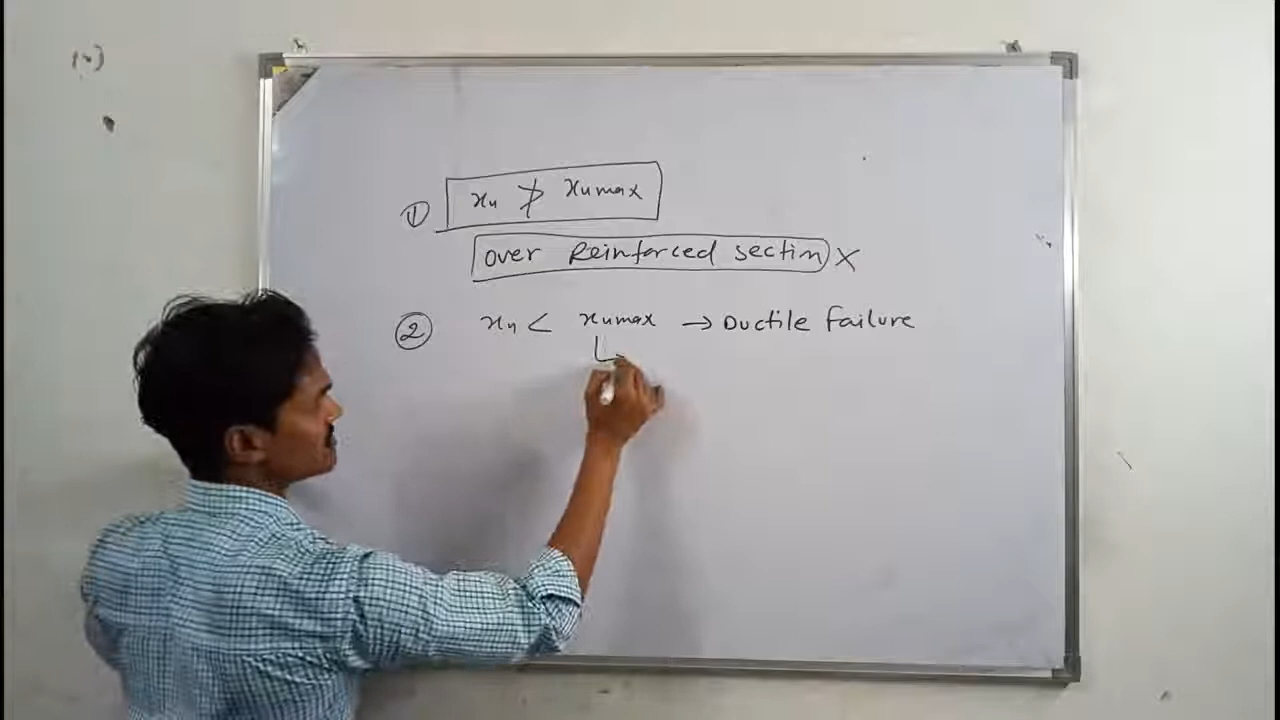 ① xu ≯ xumax
over Reinforced section X
② xu < xumax → Ductile Failure